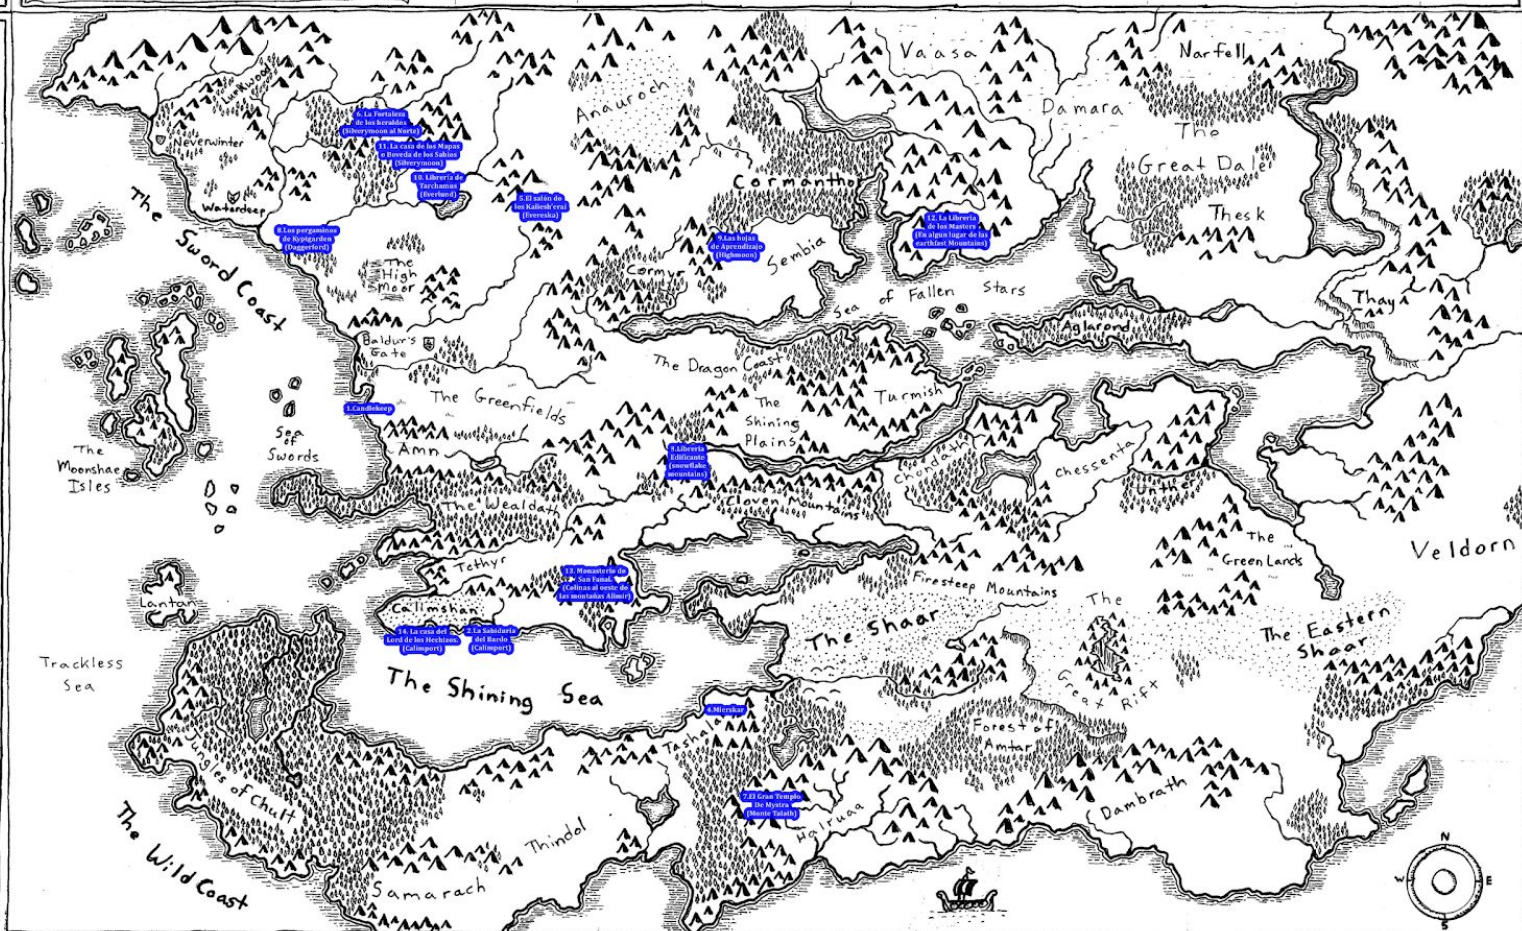 Vaasa
Narfell
Anauroch
Damara
The
Great Dale
6. La Fortaleza
de los heraldos
(Silverymoon al Norte)
Neverwinter
11. La casa de los Mapas
o Boveda de los Sabios
(Silverymoon)
10. Librería de
Tarchamus
(Everlund)
5.El salón de
los Kaliesh'erai
(Evereska)
Cormanthor
Waterdeep
Thesk
12. La Librería
de los Masters
(En algun lugar de las
earthfast Mountains)
8.Los pergaminos
de Kyptgarden
(Daggerford)
9.Las hojas
de Aprendizaje
(Highmoon)
Sembia
The
Sword Coast
The
High
Moor
Cormyr
Sea of Fallen Stars
Thay
Aglarond
Baldur's
Gate
The Dragon Coast
The Greenfields
1.Candlekeep
The
Shining
Plains
Turmish
Sea
of
Swords
Amn
The
Moonshae
Isles
Librería
Edificante
(snowflake
mountains)
Chondath
Chessenta
Unther
The Wealdath
Cloven Mountains
The
Green Lands
Veldorn
Tethyr
13. Monasterio de
San Fanal.
(Colinas al oeste de
las montañas Alimir)
Firesteep Mountains
Lantan
Calimshan
The Shaar
The
Great Rift
The Eastern
Shaar
14. La casa del
Lord de los Hechizos.
(Calimport)
2.La Sabiduría
del Bardo
(Calimport)
Trackless
Sea
The Shining Sea
4.Mierskar
Tashala
Forest of
Amtar
Jungles
of Chult
7.El Gran Templo
De Mystra
(Monte Talath)
Halruaa
Dambrath
The Wild Coast
Thindol
Samarach
N
W
E
S